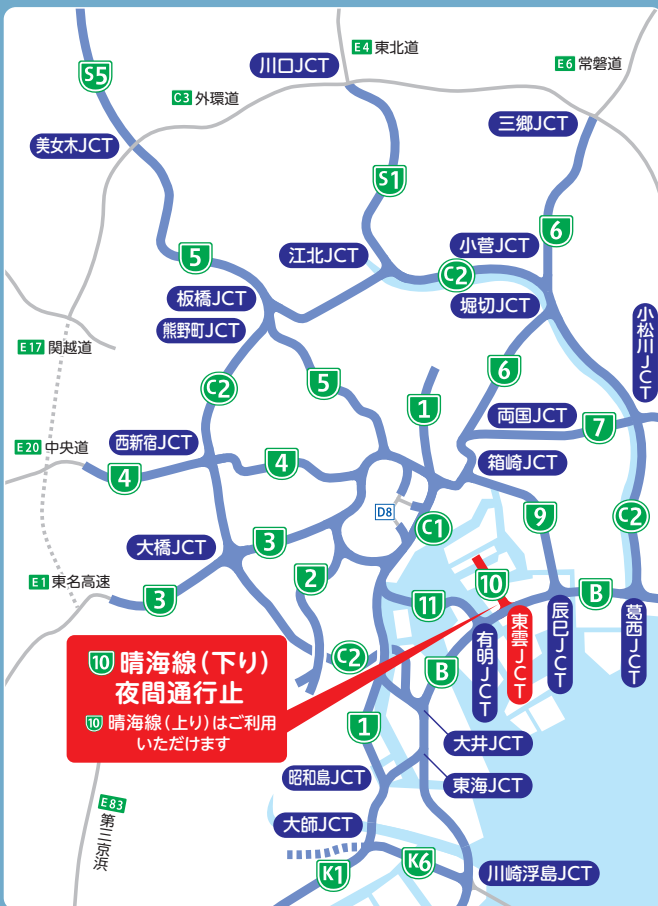 E4 東北道
川口JCT
E6 常磐道
S5
C3 外環道
三郷JCT
美女木JCT
S1
6
小菅JCT
江北JCT
5
C2
板橋JCT
堀切JCT
熊野町JCT
小松川JCT
E17 関越道
6
C2
5
1
両国JCT
7
西新宿JCT
E20 中央道
4
4
箱崎JCT
D8
9
C2
C1
3
大橋JCT
2
10
E1 東名高速
3
11
B
東雲JCT
辰巳JCT
葛西JCT
有明JCT
10 晴海線(下り)
夜間通行止
10 晴海線(上り)はご利用
いただけます
C2
B
1
大井JCT
昭和島JCT
東海JCT
E83
第三京浜
大師JCT
K1
K6
川崎浮島JCT